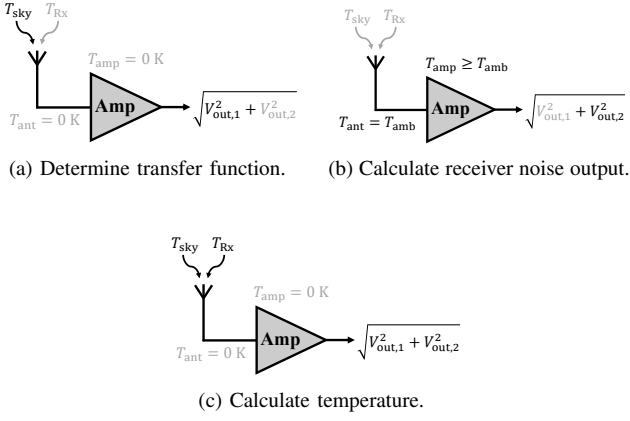 T_sky T_Rx
T_amp = 0 K
Amp
T_ant = 0 K
√(V²_out,1 + V²_out,2)
(a) Determine transfer function.
T_sky T_Rx
T_amp ≥ T_amb
Amp
T_ant = T_amb
√(V²_out,1 + V²_out,2)
(b) Calculate receiver noise output.
T_sky T_Rx
T_amp = 0 K
Amp
T_ant = 0 K
√(V²_out,1 + V²_out,2)
(c) Calculate temperature.